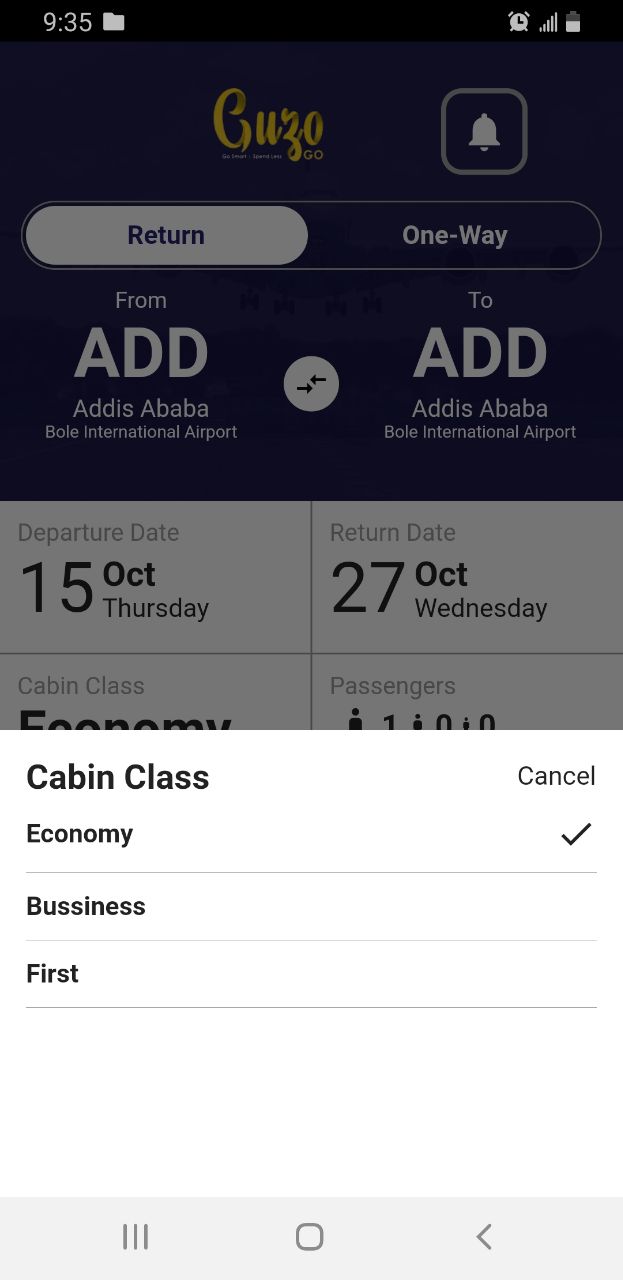 9:35
Guzo
GO
Go Smart : Spend Less
Return
One-Way
From
To
ADD
ADD
Addis Ababa
Addis Ababa
Bole International Airport
Bole International Airport
Departure Date
Return Date
15 Oct
Thursday
27 Oct
Wednesday
Cabin Class
Passengers
Economy
1 0 0
Cabin Class
Cancel
Economy
Bussiness
First